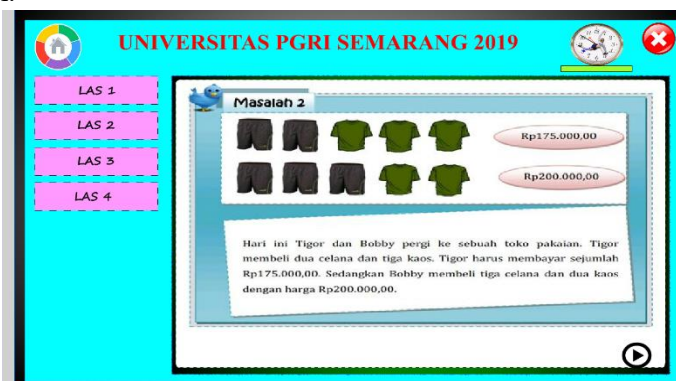 UNIVERSITAS PGRI SEMARANG 2019
LAS 1
LAS 2
LAS 3
LAS 4
Masalah 2
Rp175.000,00
Rp200.000,00
Hari ini Tigor dan Bobby pergi ke sebuah toko pakaian. Tigor
membeli dua celana dan tiga kaos. Tigor harus membayar sejumlah
Rp175.000,00. Sedangkan Bobby membeli tiga celana dan dua kaos
dengan harga Rp200.000,00.